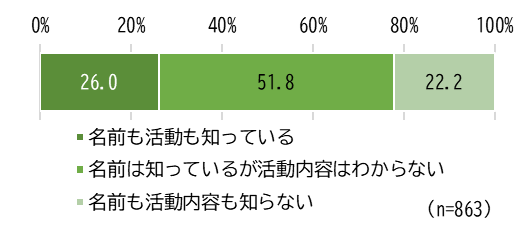 0% 20% 40% 60% 80% 100%
26.0 51.8 22.2
名前も活動も知っている
名前は知っているが活動内容はわからない
名前も活動内容も知らない
(n=863)